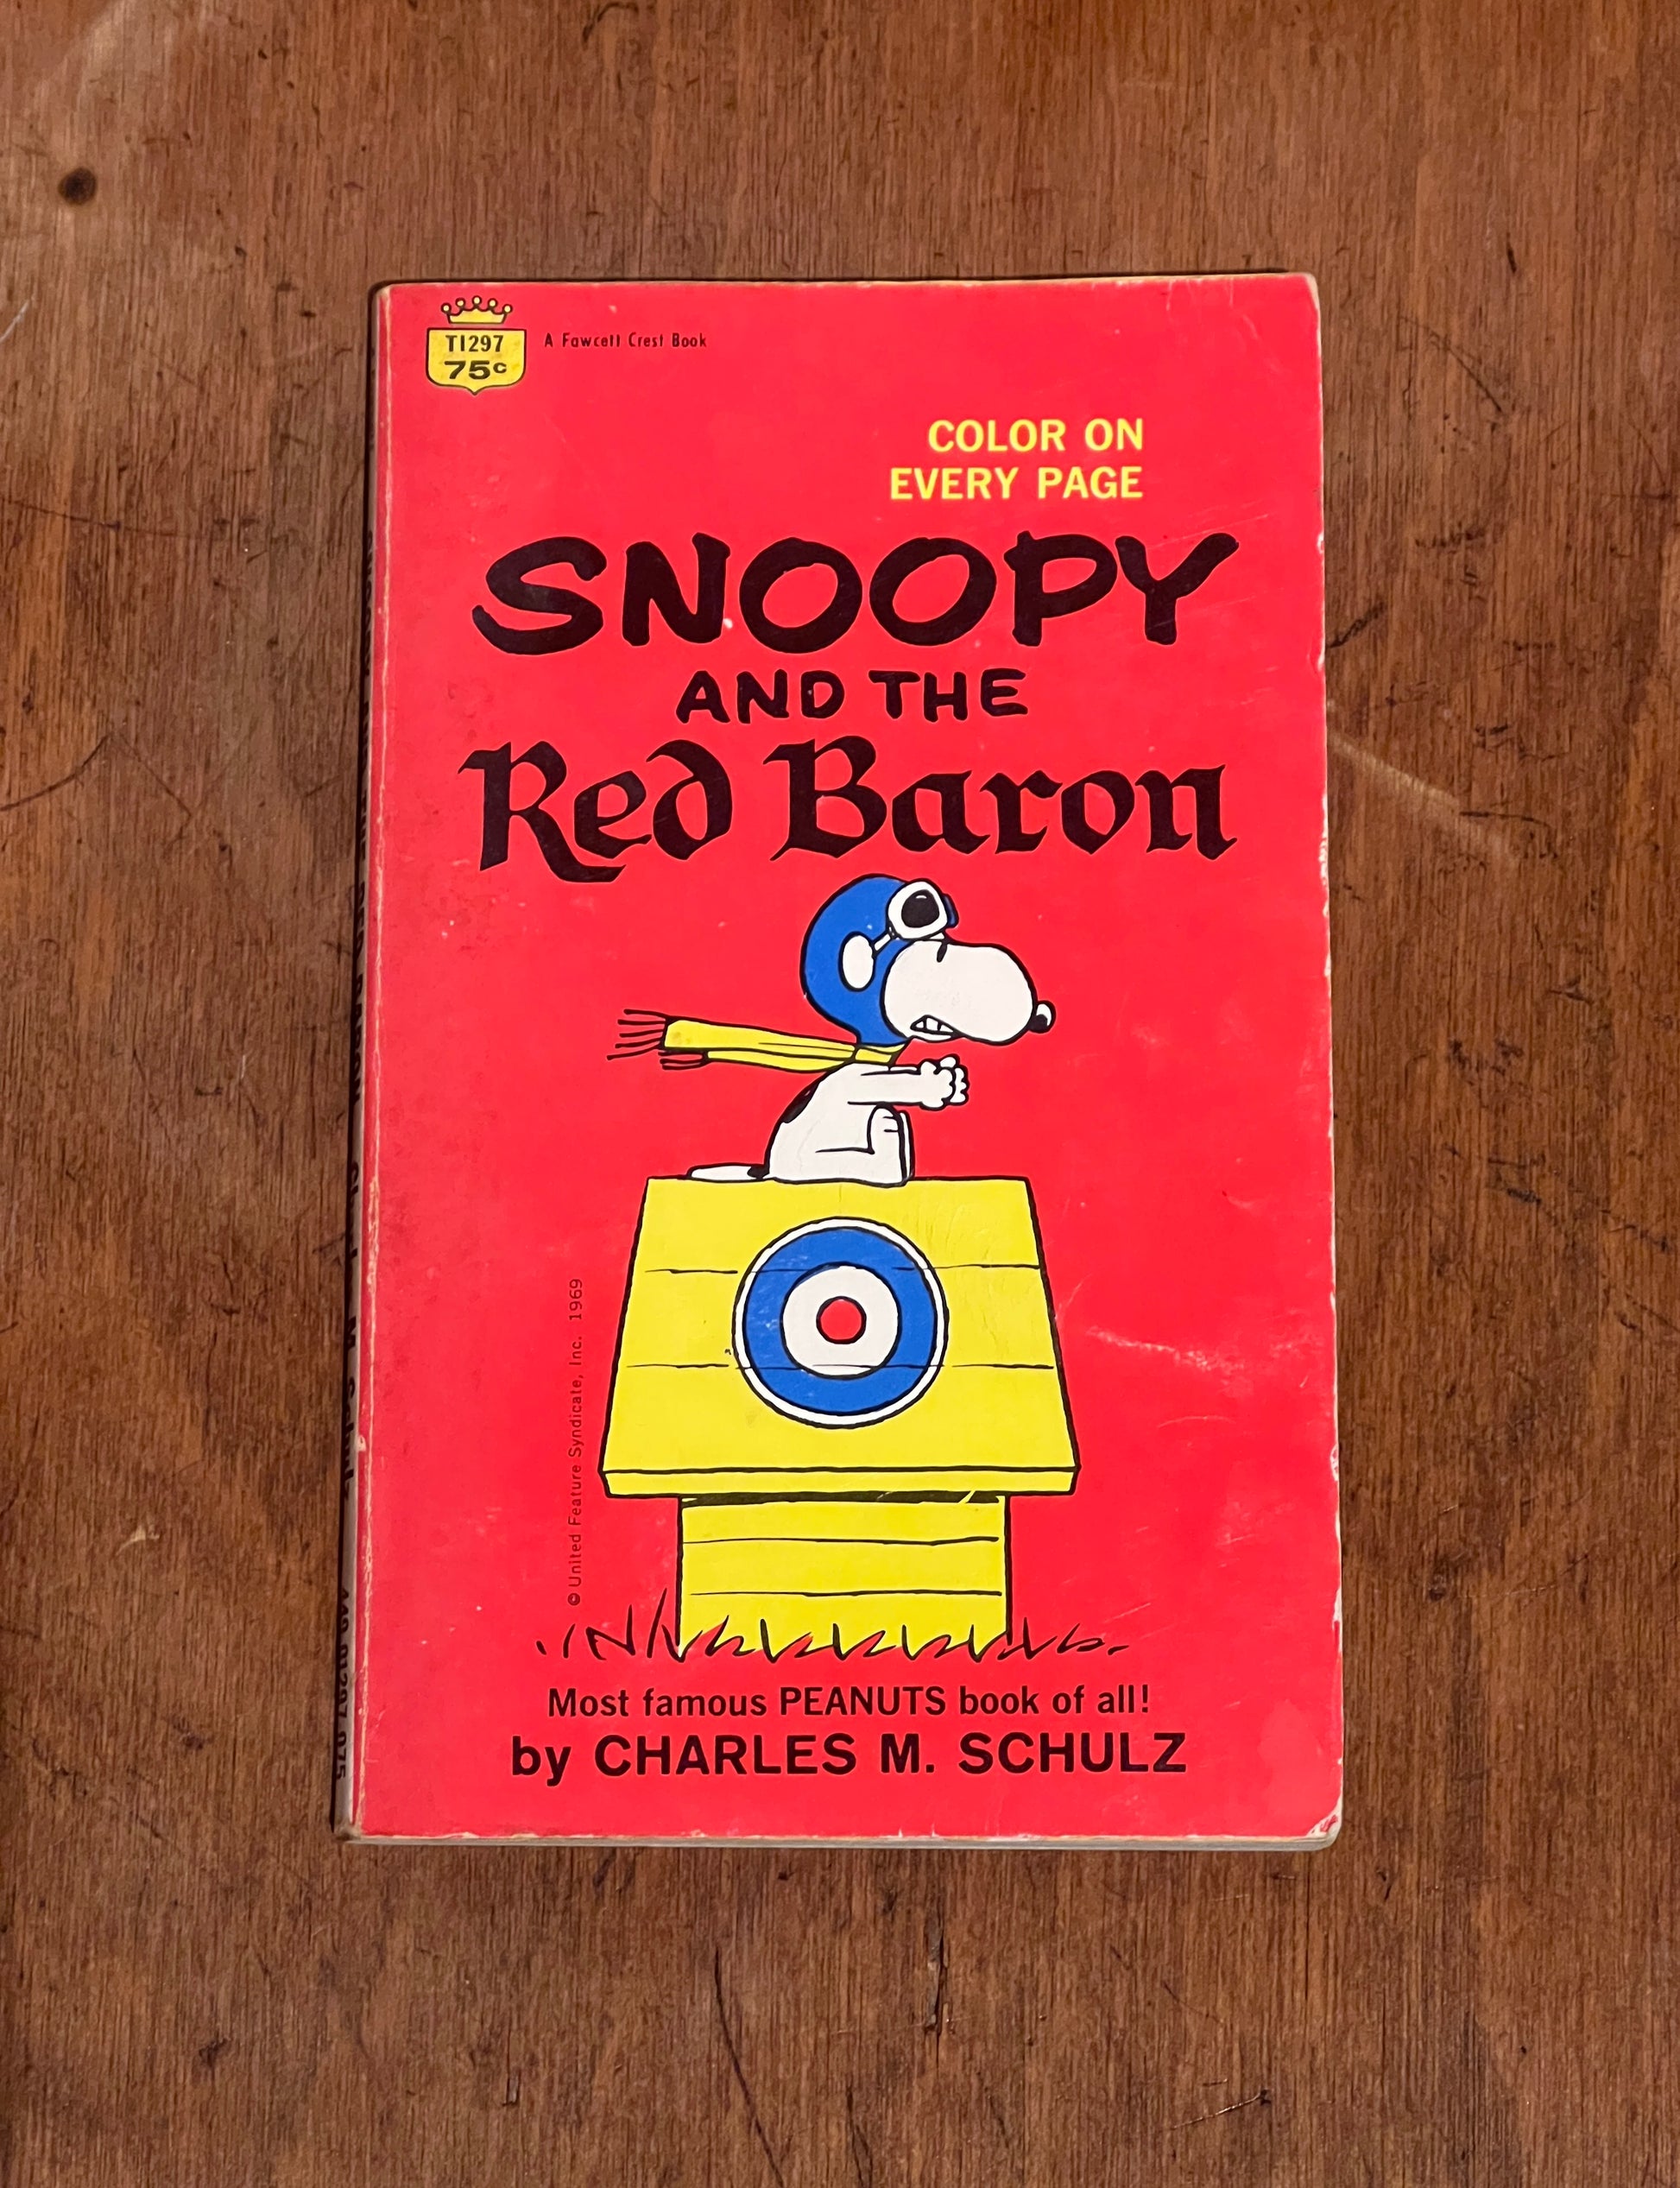 T1297
75c
A Fawcett Crest Book
COLOR ON
EVERY PAGE
SNOOPY
AND THE
Red Baron
© United Feature Syndicate, Inc. 1969
Most famous PEANUTS book of all!
by CHARLES M. SCHULZ